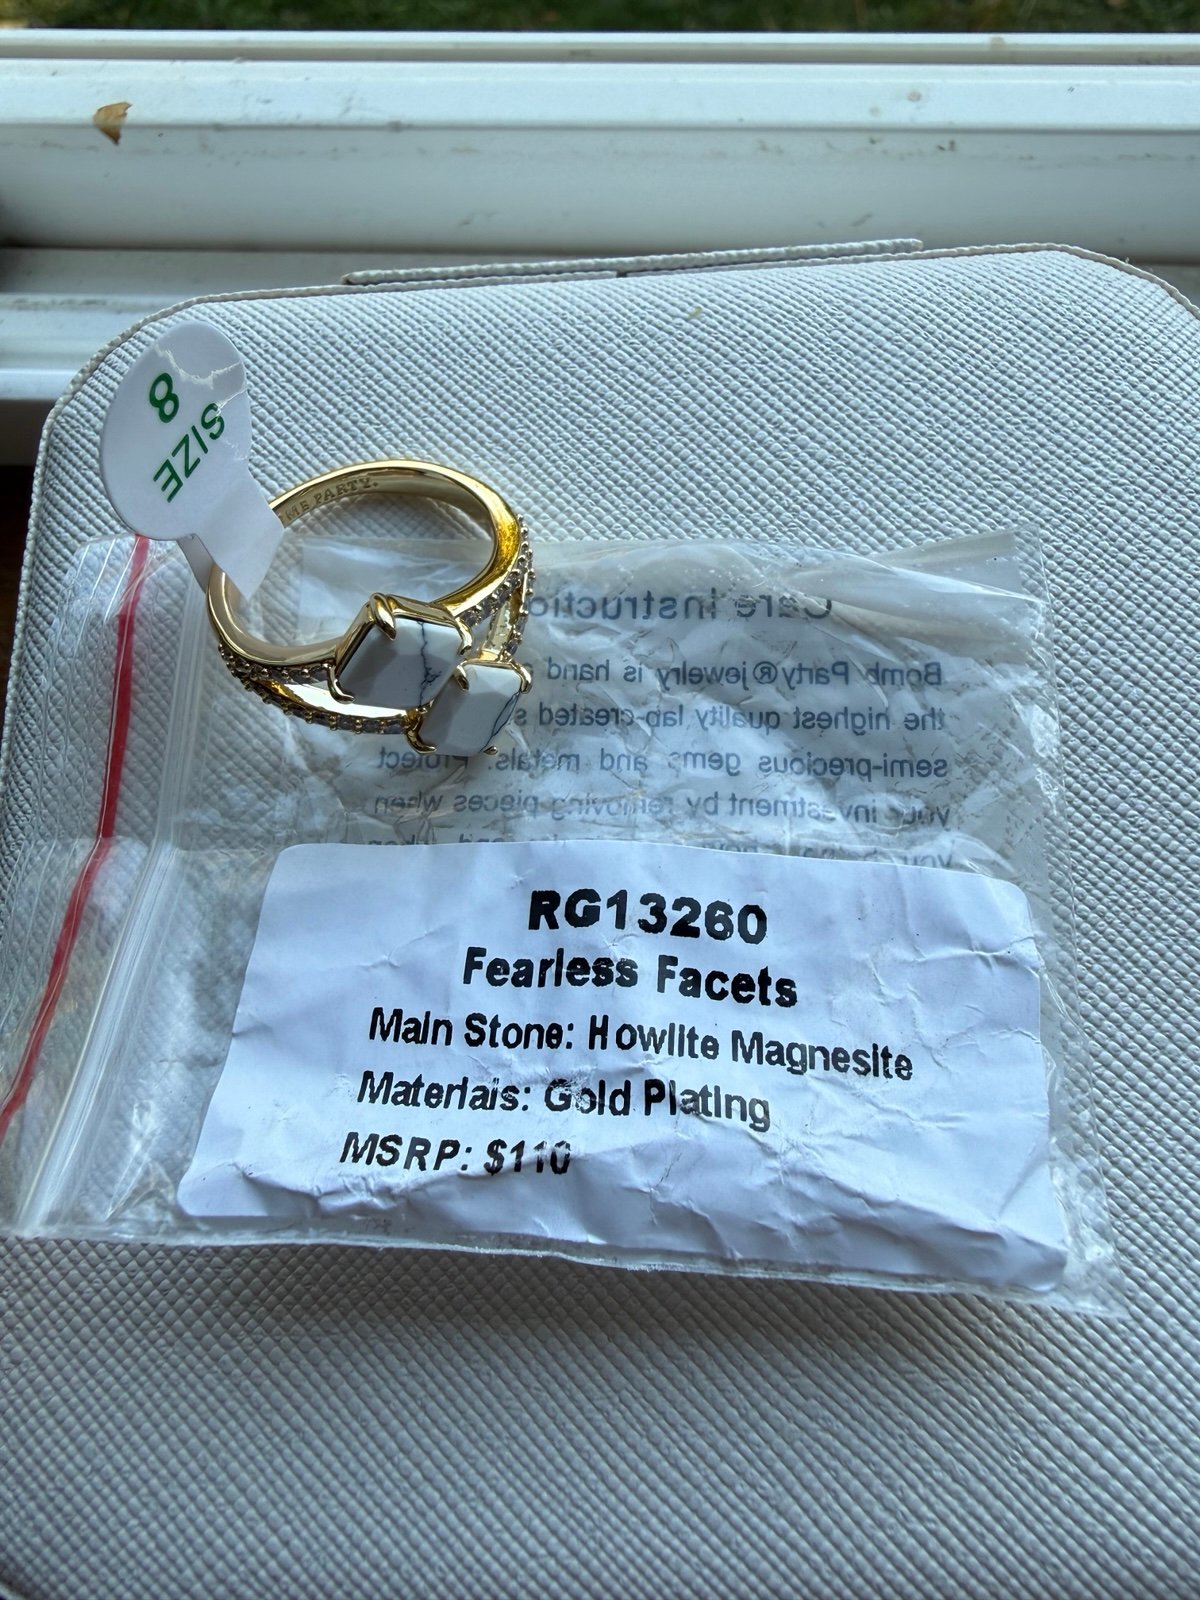 SIZE
8
PARTY.
Care Instructio
Bomb Party® jewelry is hand
the highest quality lab-created s
semi-precious gems and metals. Protect
your investment by removing pieces when
RG13260
Fearless Facets
Main Stone: Howlite Magnesite
Materials: Gold Plating
MSRP: $110